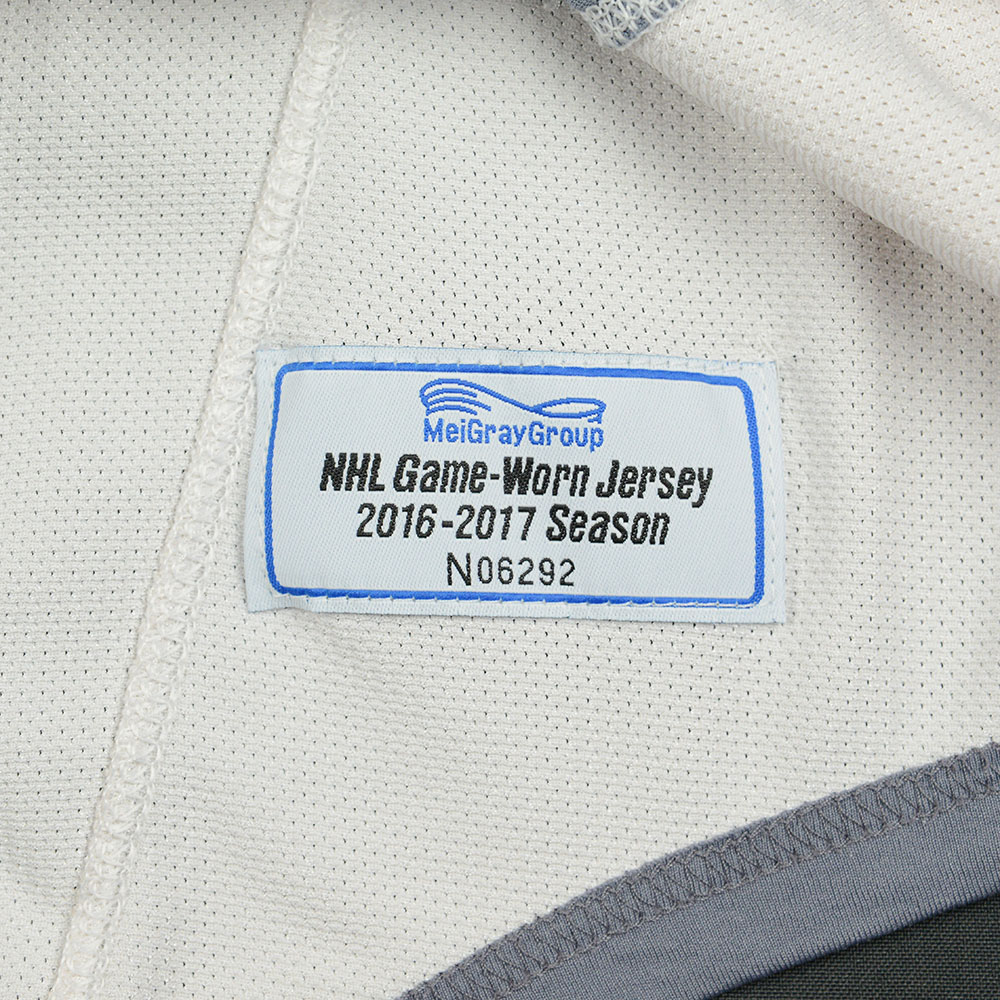 MeiGrayGroup
NHL Game-Worn Jersey
2016-2017 Season
N06292